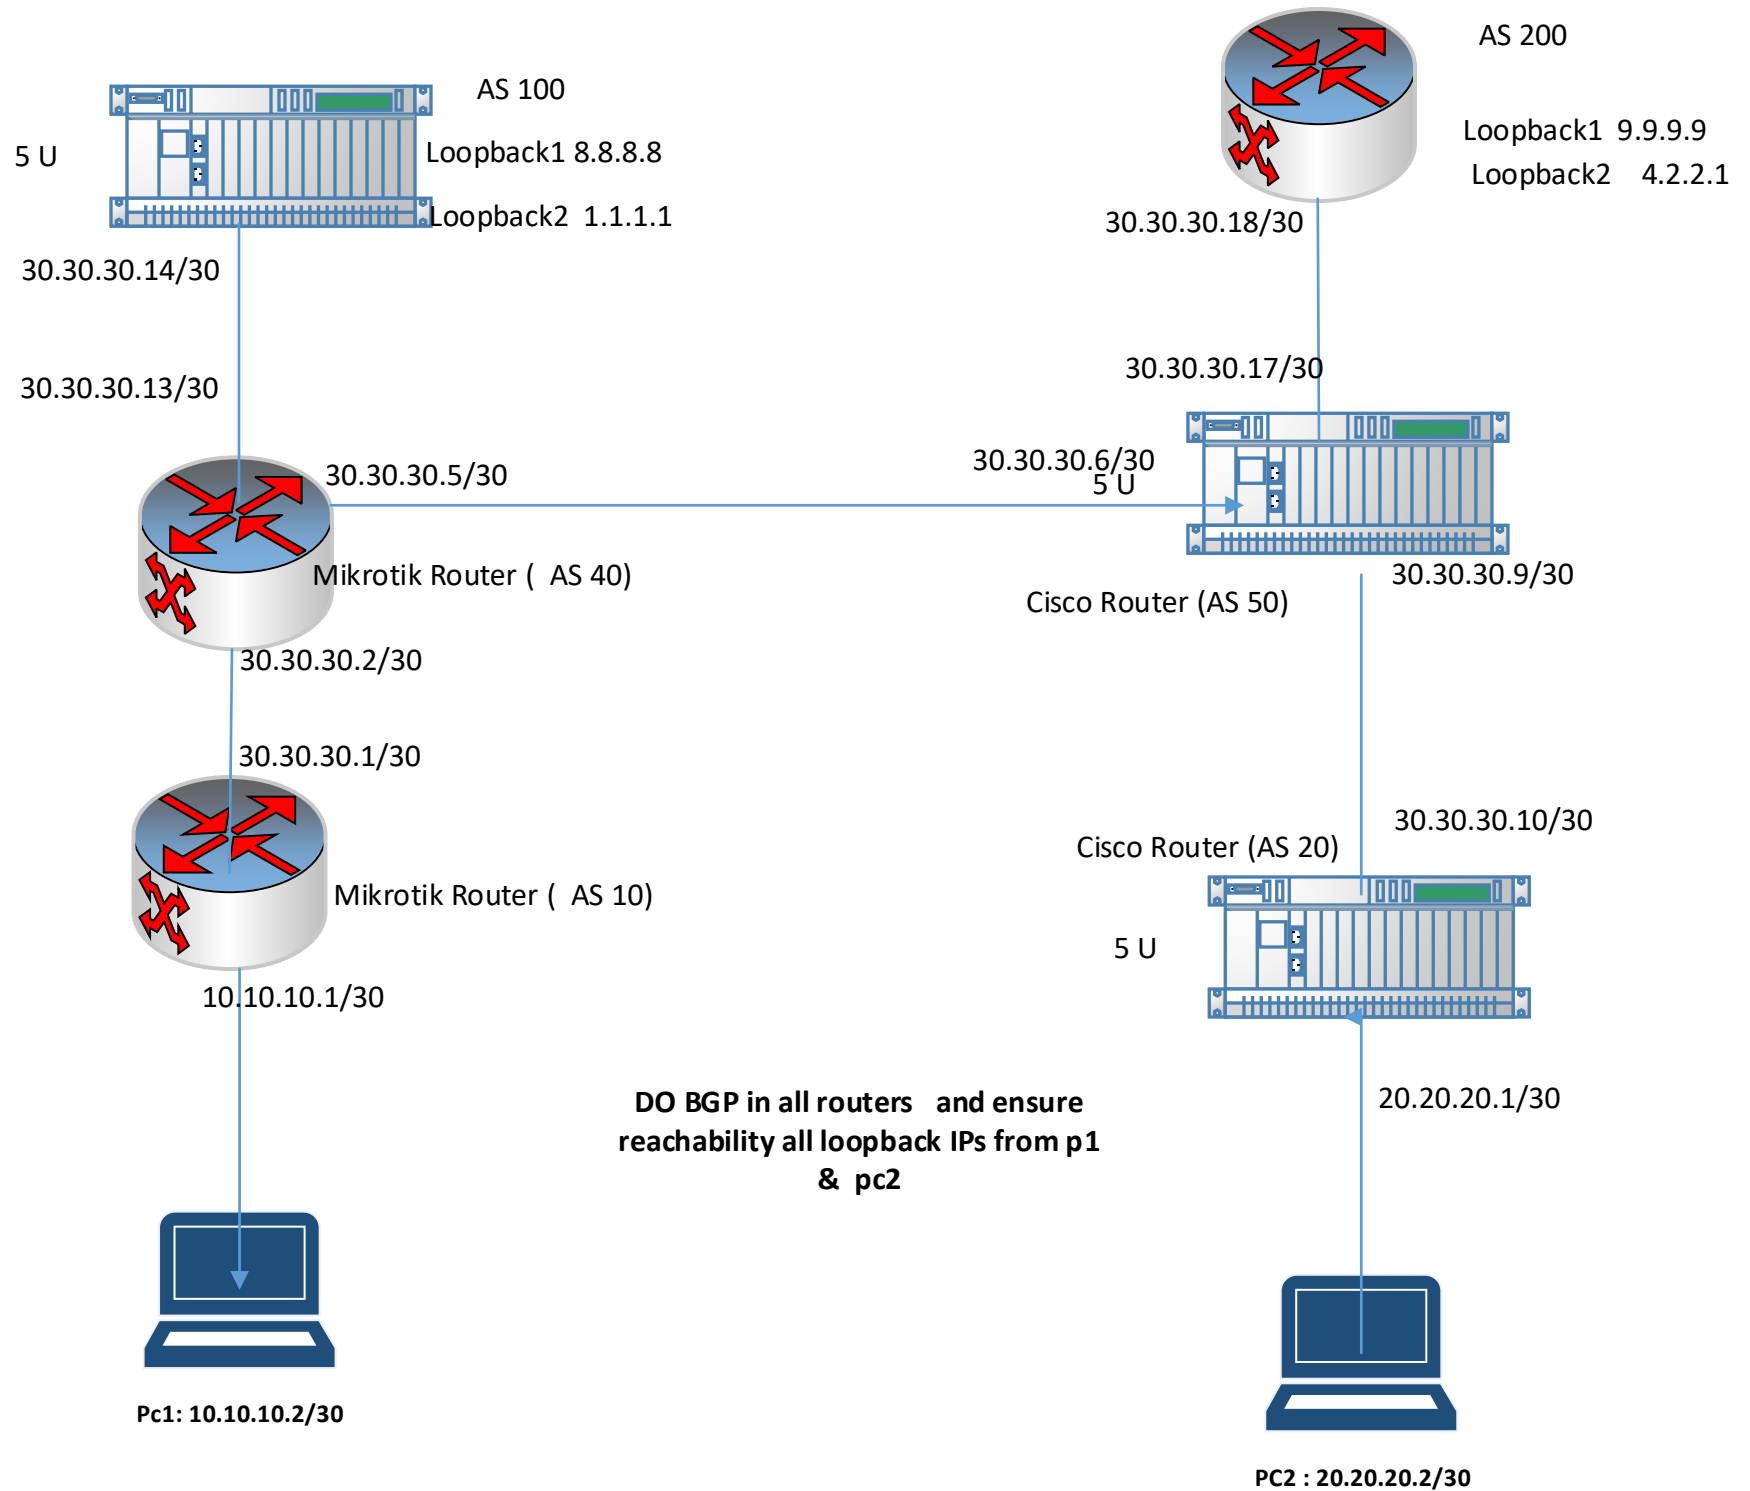 AS 200
AS 100
Loopback1 9.9.9.9
5 U
Loopback1 8.8.8.8
Loopback2 4.2.2.1
Loopback2 1.1.1.1
30.30.30.18/30
30.30.30.14/30
30.30.30.17/30
30.30.30.13/30
30.30.30.5/30
30.30.30.6/30
5 U
Mikrotik Router ( AS 40)
30.30.30.9/30
Cisco Router (AS 50)
30.30.30.2/30
30.30.30.1/30
30.30.30.10/30
Cisco Router (AS 20)
Mikrotik Router ( AS 10)
5 U
10.10.10.1/30
DO BGP in all routers and ensure
reachability all loopback IPs from p1
& pc2
20.20.20.1/30
Pc1: 10.10.10.2/30
PC2 : 20.20.20.2/30